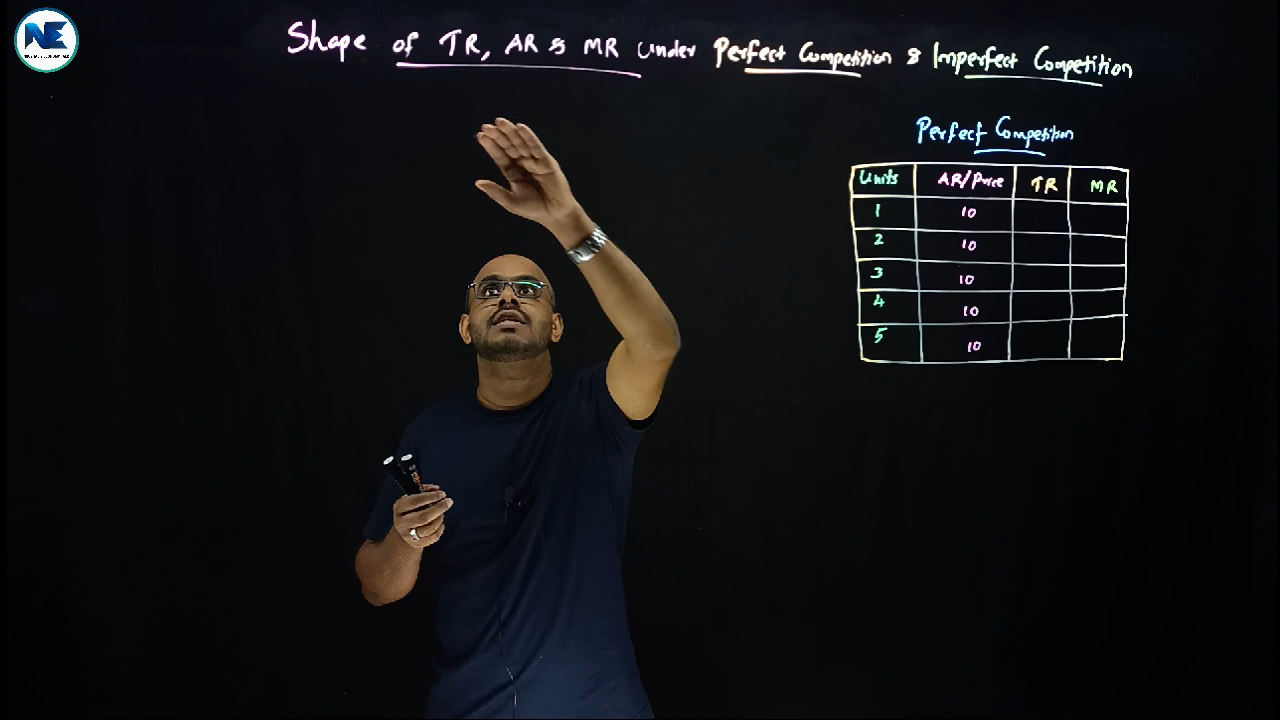 NE
Shape of TR, AR & MR Under Perfect Competition & Imperfect Competition
Perfect Competition
Units AR/Price TR MR
1 10
2 10
3 10
4 10
5 10